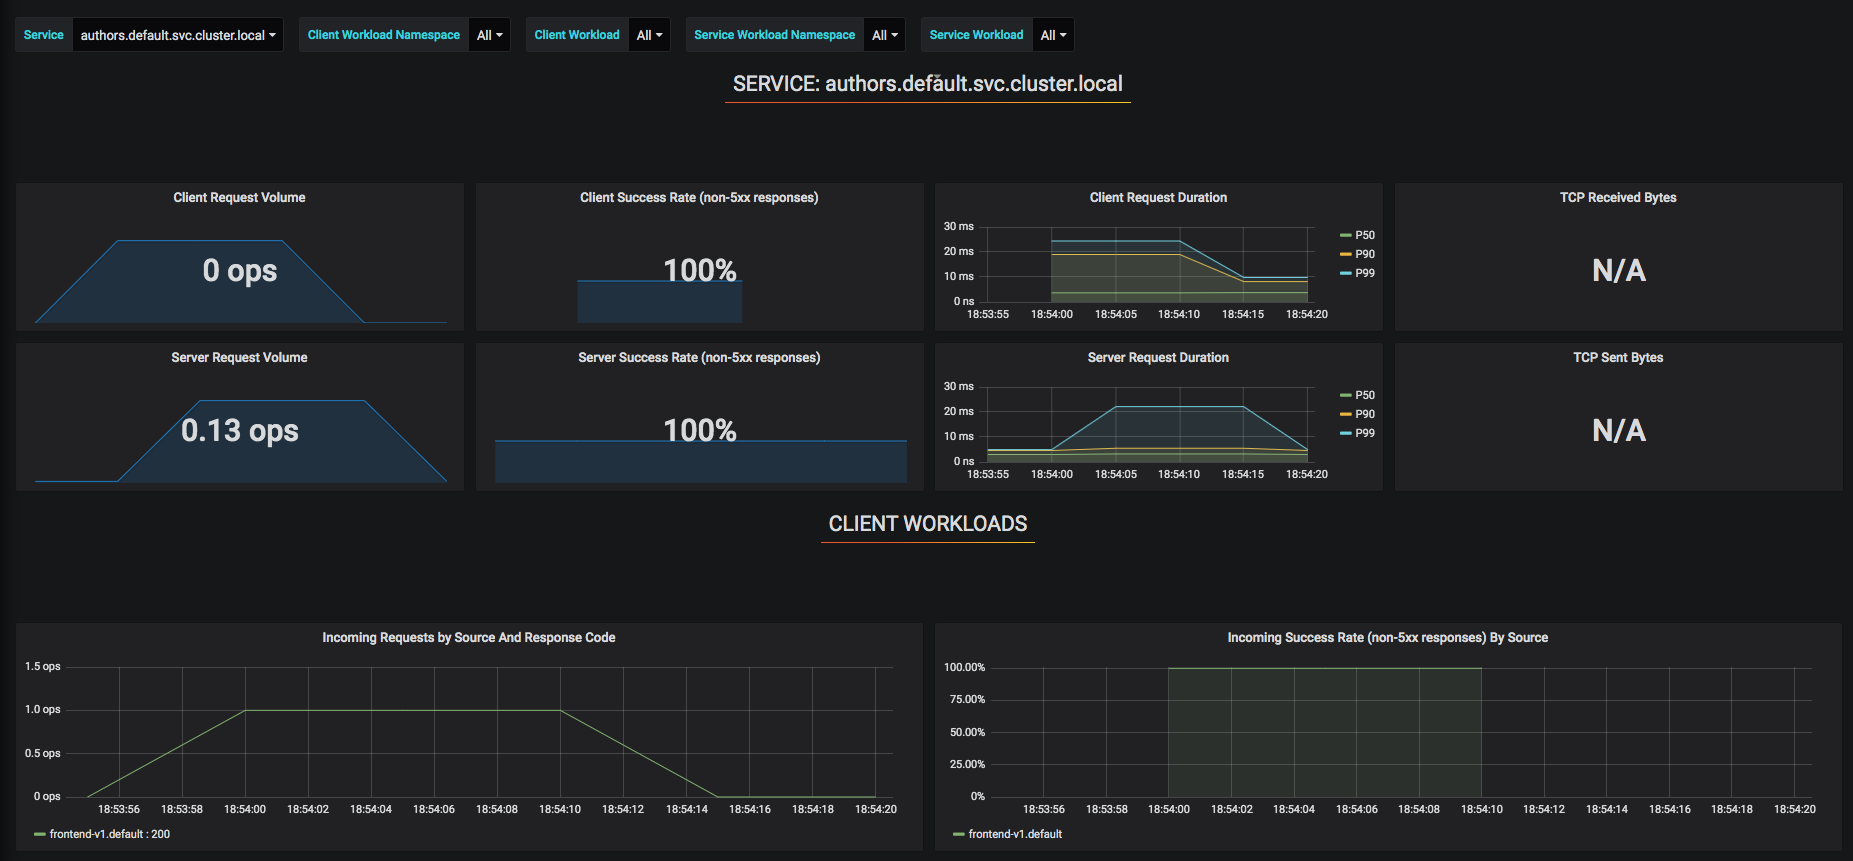 Service authors.default.svc.cluster.local Client Workload Namespace All Client Workload All Service Workload Namespace All Service Workload All
SERVICE: authors.default.svc.cluster.local
Client Request Volume
0 ops
Client Success Rate (non-5xx responses)
100%
Client Request Duration
30 ms
20 ms
10 ms
0 ns
18:53:55 18:54:00 18:54:05 18:54:10 18:54:15 18:54:20
P50
P90
P99
TCP Received Bytes
N/A
Server Request Volume
0.13 ops
Server Success Rate (non-5xx responses)
100%
Server Request Duration
30 ms
20 ms
10 ms
0 ns
18:53:55 18:54:00 18:54:05 18:54:10 18:54:15 18:54:20
P50
P90
P99
TCP Sent Bytes
N/A
CLIENT WORKLOADS
Incoming Requests by Source And Response Code
1.5 ops
1.0 ops
0.5 ops
0 ops
18:53:56 18:53:58 18:54:00 18:54:02 18:54:04 18:54:06 18:54:08 18:54:10 18:54:12 18:54:14 18:54:16 18:54:18 18:54:20
frontend-v1.default : 200
Incoming Success Rate (non-5xx responses) By Source
100.00%
75.00%
50.00%
25.00%
0%
18:53:56 18:53:58 18:54:00 18:54:02 18:54:04 18:54:06 18:54:08 18:54:10 18:54:12 18:54:14 18:54:16 18:54:18 18:54:20
frontend-v1.default